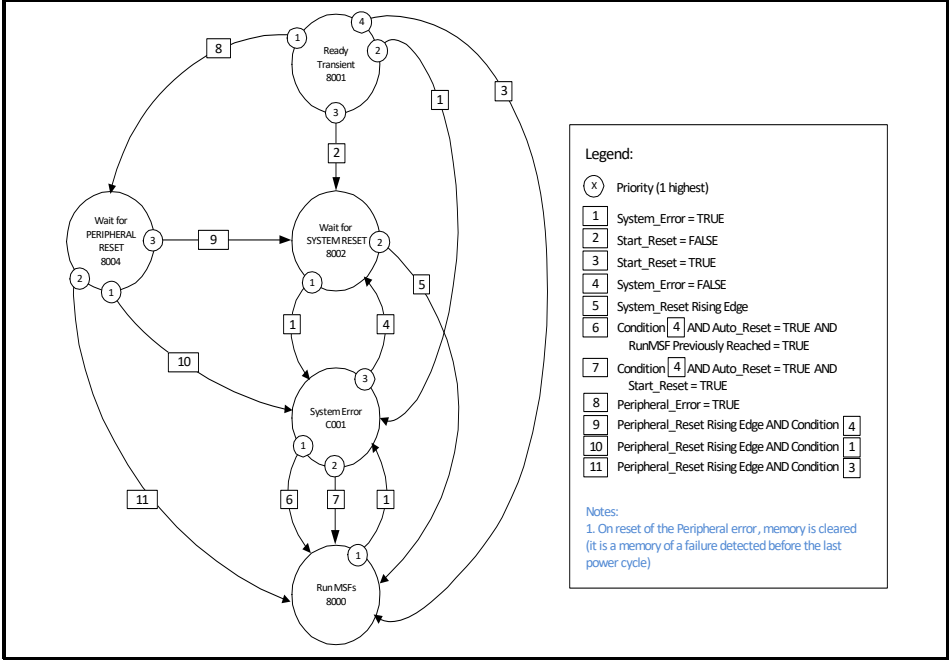 4
1
8
Ready
Transient
8001
2
3
1
3
2
Wait for
PERIPHERAL
RESET
8004
3
9
Wait for
SYSTEM RESET
8002
2
2
1
1
5
1
4
10
3
System Error
C001
1
2
11
6
7
1
1
Run MSFs
8000
Legend:
X Priority (1 highest)
1 System_Error = TRUE
2 Start_Reset = FALSE
3 Start_Reset = TRUE
4 System_Error = FALSE
5 System_Reset Rising Edge
6 Condition 4 AND Auto_Reset = TRUE AND
RunMSF Previously Reached = TRUE
7 Condition 4 AND Auto_Reset = TRUE AND
Start_Reset = TRUE
8 Peripheral_Error = TRUE
9 Peripheral_Reset Rising Edge AND Condition 4
10 Peripheral_Reset Rising Edge AND Condition 1
11 Peripheral_Reset Rising Edge AND Condition 3
Notes:
1. On reset of the Peripheral error, memory is cleared
(it is a memory of a failure detected before the last
power cycle)